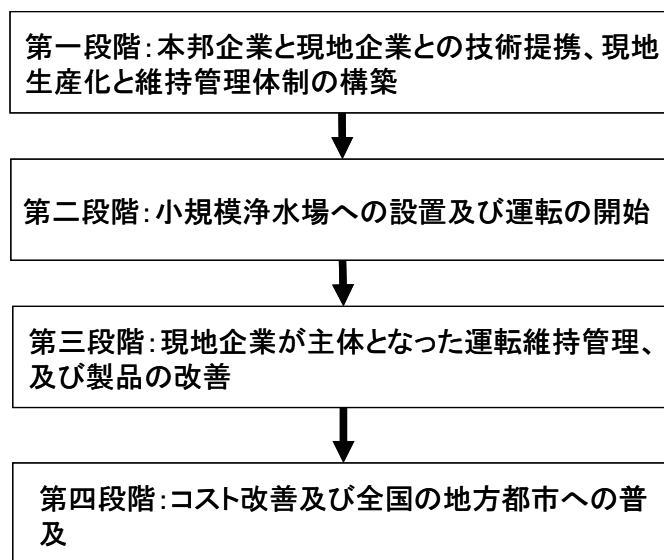 第一段階：本邦企業と現地企業との技術提携、現地
生産化と維持管理体制の構築
第二段階：小規模浄水場への設置及び運転の開始
第三段階：現地企業が主体となった運転維持管理、
及び製品の改善
第四段階：コスト改善及び全国の地方都市への普
及